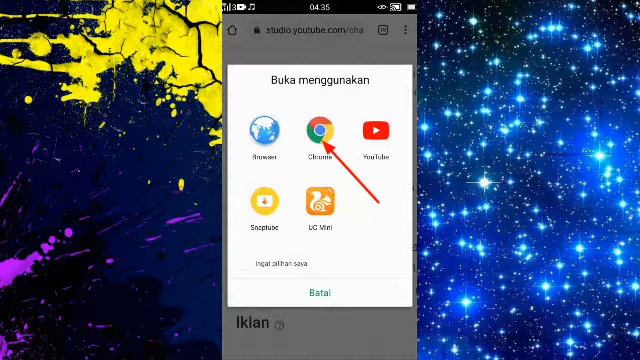 04.35
studio.youtube.com/cha
Buka menggunakan
Browser
Chrome
YouTube
Snaptube
UC Mini
Ingat pilihan saya
Batal
Iklan